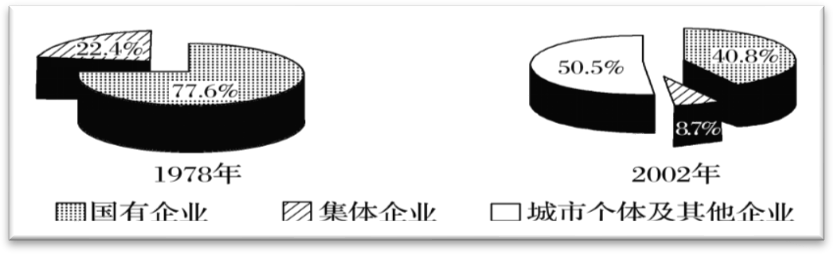 22.4%
77.6%
50.5%
40.8%
8.7%
1978年
2002年
国有企业
集体企业
城市个体及其他企业